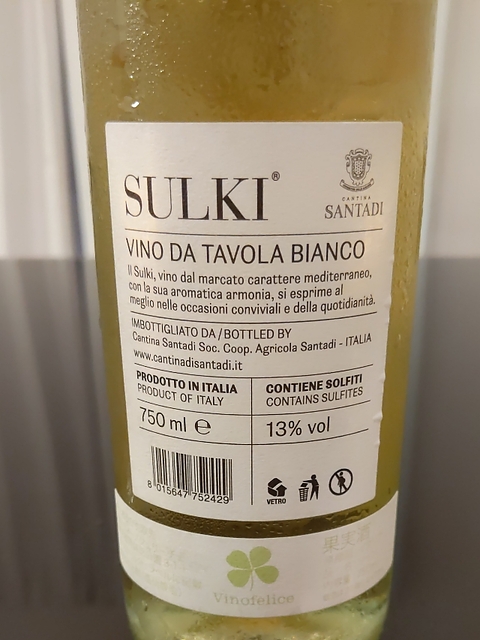 SULKI®
CANTINA
SANTADI
VINO DA TAVOLA BIANCO
Il Sulki, vino dal marcato carattere mediterraneo,
con la sua aromatica armonia, si esprime al
meglio nelle occasioni conviviali e della quotidianità.
IMBOTTIGLIATO DA/BOTTLED BY
Cantina Santadi Soc. Coop. Agricola Santadi - ITALIA
www.cantinadisantadi.it
PRODOTTO IN ITALIA
PRODUCT OF ITALY
CONTIENE SOLFITI
CONTAINS SULFITES
750 ml ℮
13% vol
8 015647 752429
VETRO
果実酒
Vinofelice